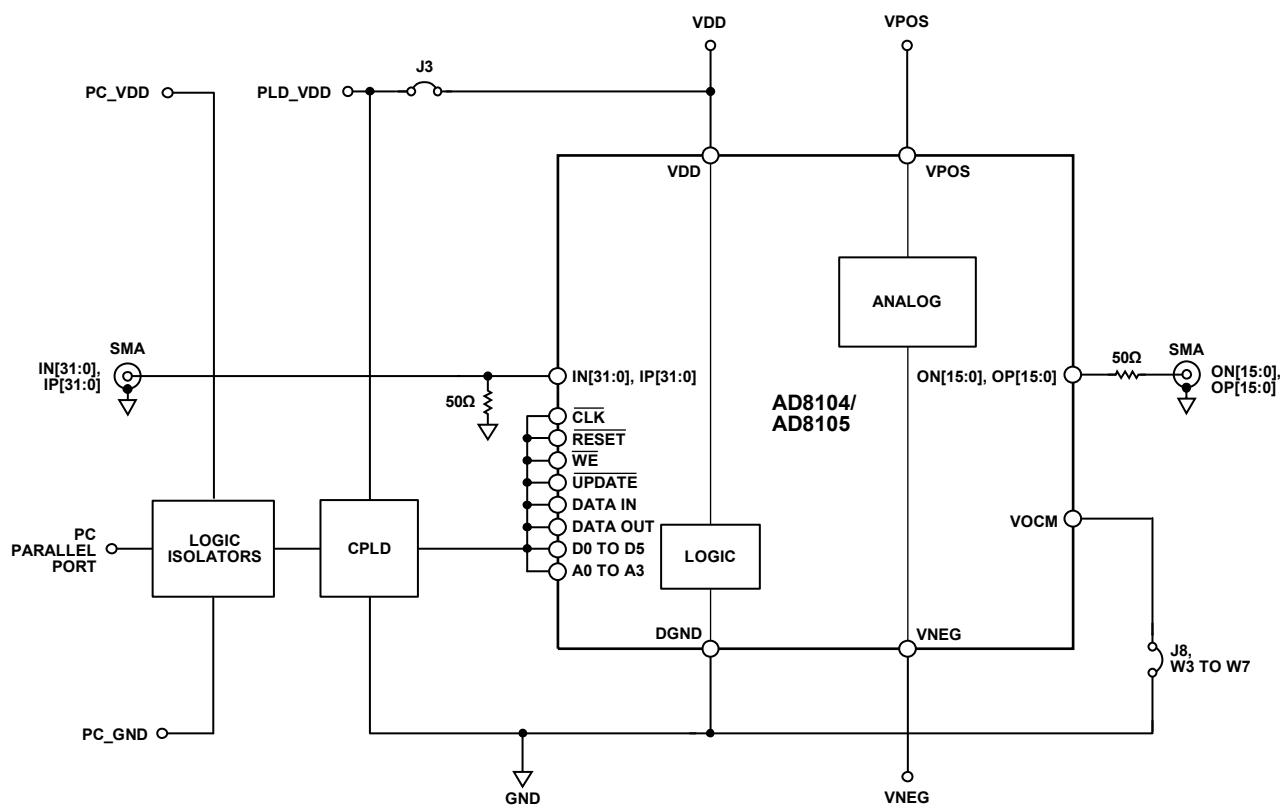 VDD
VPOS
J3
PC_VDD
PLD_VDD
VDD
VPOS
ANALOG
SMA
IN[31:0],
IP[31:0]
50Ω
IN[31:0], IP[31:0]
ON[15:0], OP[15:0]
50Ω
SMA
ON[15:0],
OP[15:0]
AD8104/
AD8105
CLK
RESET
WE
UPDATE
DATA IN
DATA OUT
D0 TO D5
A0 TO A3
VOCM
PC
PARALLEL
PORT
LOGIC
ISOLATORS
CPLD
LOGIC
DGND
VNEG
J8,
W3 TO W7
PC_GND
GND
VNEG